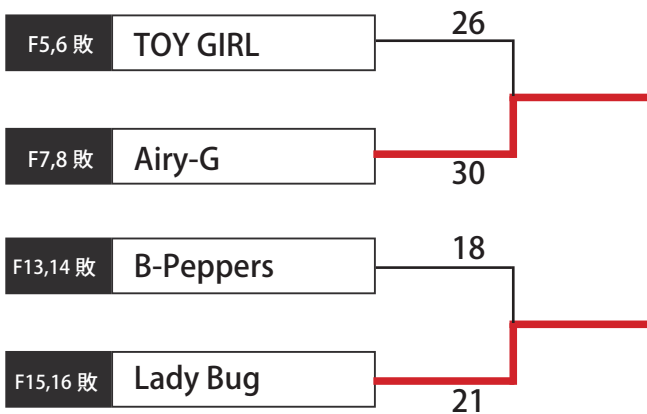 F5,6 敗 TOY GIRL 26
F7,8 敗 Airy-G 30
F13,14 敗 B-Peppers 18
F15,16 敗 Lady Bug 21